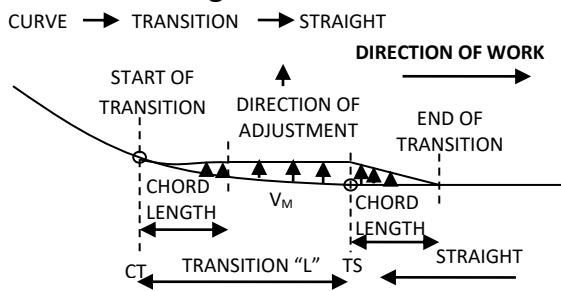 CURVE TRANSITION STRAIGHT
DIRECTION OF WORK
START OF
TRANSITION
DIRECTION OF
ADJUSTMENT
END OF
TRANSITION
CHORD
LENGTH
VM
CHORD
LENGTH
CT
TRANSITION “L”
TS
STRAIGHT